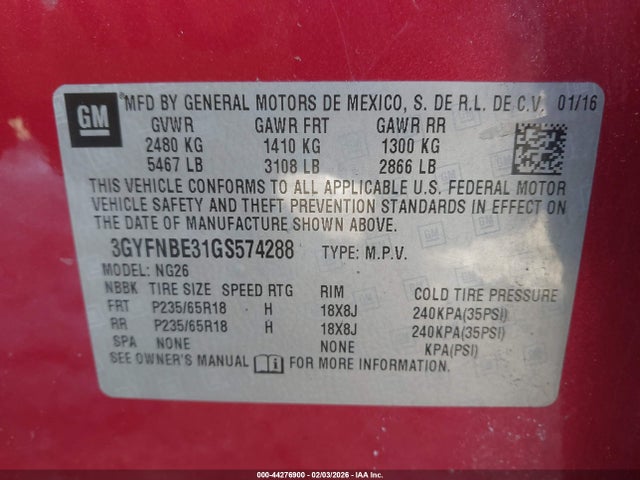 GM ®MFD BY GENERAL MOTORS DE MEXICO, S. DE R.L. DE C.V. 01/16
GVWR GAWR FRT GAWR RR
2480 KG 1410 KG 1300 KG
5467 LB 3108 LB 2866 LB
THIS VEHICLE CONFORMS TO ALL APPLICABLE U.S. FEDERAL MOTOR
VEHICLE SAFETY AND THEFT PREVENTION STANDARDS IN EFFECT ON
THE DATE OF MANUFACTURE SHOWN ABOVE.
3GYFNBE31GS574288 TYPE: M.P.V.
MODEL: NG26
NBBK TIRE SIZE SPEED RTG RIM COLD TIRE PRESSURE
FRT P235/65R18 H 18X8J 240KPA(35PSI)
RR P235/65R18 H 18X8J 240KPA(35PSI)
SPA NONE NONE KPA(PSI)
SEE OWNER'S MANUAL FOR MORE INFORMATION.
000-44276900 - 02/03/2026 - IAAI.COM